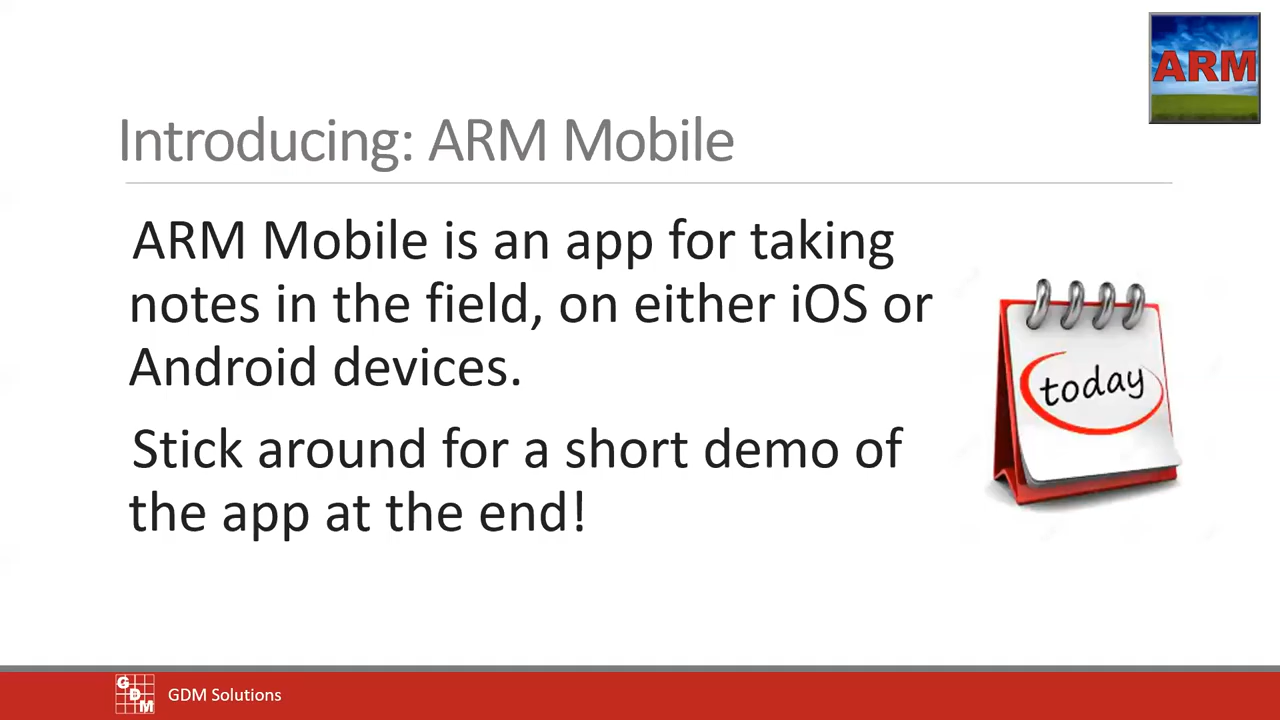 ARM
Introducing: ARM Mobile
ARM Mobile is an app for taking
notes in the field, on either iOS or
Android devices.
today
Stick around for a short demo of
the app at the end!
GDM
GDM Solutions